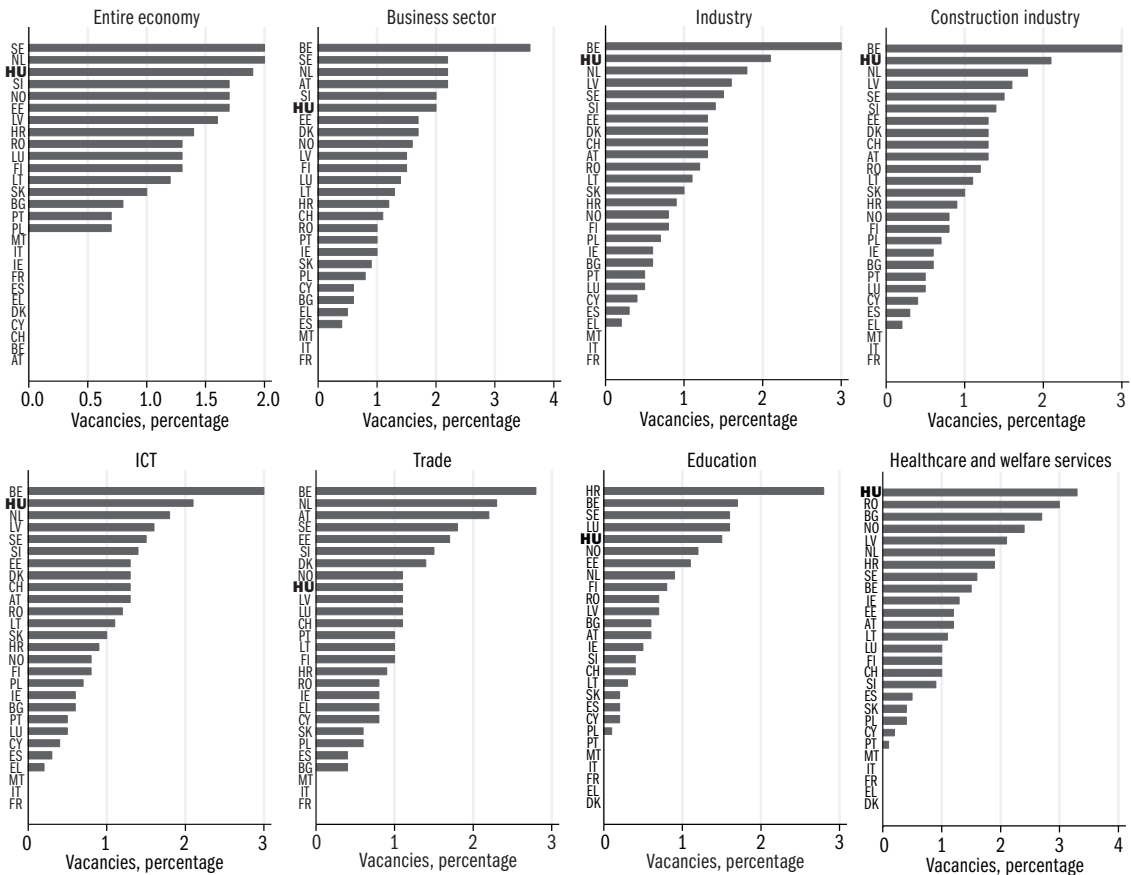 Entire economy
SE
NL
HU
SI
NO
EE
LV
HR
RO
LU
FI
LT
SK
BG
PT
PL
MT
IT
IE
FR
ES
EL
DK
CY
CH
BE
AT
0.0 0.5 1.0 1.5 2.0
Vacancies, percentage
Business sector
BE
SE
NL
AT
SI
HU
EE
DK
NO
LV
FI
LU
LT
HR
CH
RO
PT
IE
SK
PL
CY
BG
EL
ES
MT
IT
FR
0 1 2 3 4
Vacancies, percentage
Industry
BE
HU
NL
LV
SE
SI
EE
DK
CH
AT
RO
LT
SK
HR
NO
FI
PL
IE
BG
PT
LU
CY
ES
EL
MT
IT
FR
0 1 2 3
Vacancies, percentage
Construction industry
BE
HU
NL
LV
SE
SI
EE
DK
CH
AT
RO
LT
SK
HR
NO
FI
PL
IE
BG
PT
LU
CY
ES
EL
MT
IT
FR
0 1 2 3
Vacancies, percentage
ICT
BE
HU
NL
LV
SE
SI
EE
DK
CH
AT
RO
LT
SK
HR
NO
FI
PL
IE
BG
PT
LU
CY
ES
EL
MT
IT
FR
0 1 2 3
Vacancies, percentage
Trade
BE
NL
AT
SE
EE
SI
DK
NO
HU
LV
LU
CH
PT
LT
FI
HR
RO
IE
EL
CY
SK
PL
ES
BG
MT
IT
FR
0 1 2 3
Vacancies, percentage
Education
HR
BE
SE
LU
HU
NO
EE
NL
FI
RO
LV
BG
AT
IE
SI
CH
LT
SK
ES
CY
PL
PT
MT
IT
FR
EL
DK
0 1 2 3
Vacancies, percentage
Healthcare and welfare services
HU
RO
BG
NO
LV
NL
HR
SE
BE
IE
EE
AT
LT
LU
FI
CH
SI
ES
SK
PL
CY
PT
MT
IT
FR
EL
DK
0 1 2 3 4
Vacancies, percentage